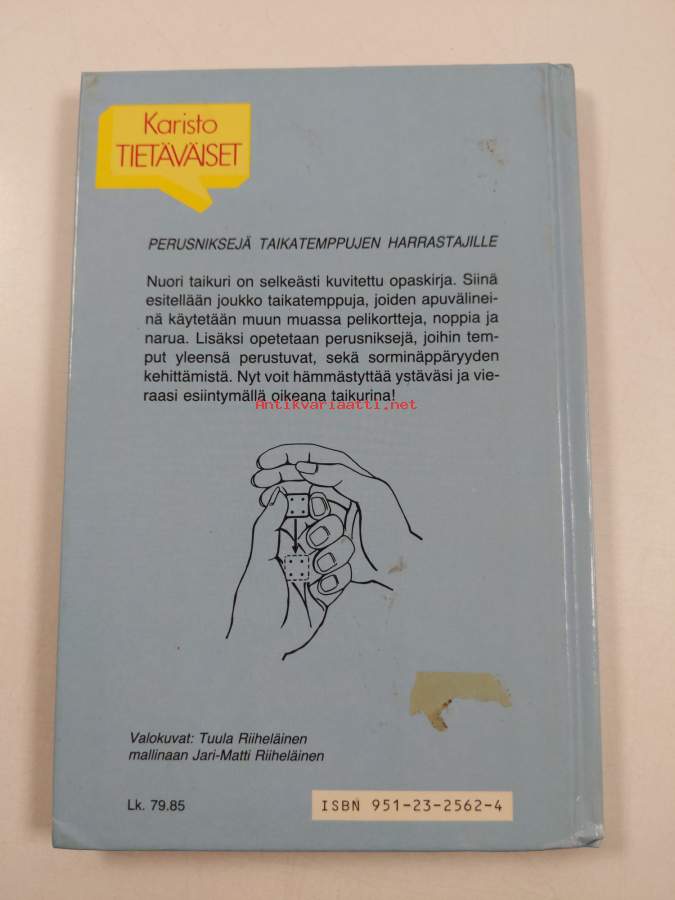 Karisto
TIETÄVÄISET
PERUSNIKSEJÄ TAIKATEMPPUJEN HARRASTAJILLE
Nuori taikuri on selkeästi kuvitettu opaskirja. Siinä
esitellään joukko taikatemppuja, joiden apuvälinei-
nä käytetään muun muassa pelikortteja, noppia ja
narua. Lisäksi opetetaan perusniksejä, joihin tem-
put yleensä perustuvat, sekä sorminäppäryyden
kehittämistä. Nyt voit hämmästyttää ystäväsi ja vie-
raasi esiintymällä oikeana taikurina!
Antikvariaatti.net
Valokuvat: Tuula Riiheläinen
mallinaan Jari-Matti Riiheläinen
Lk. 79.85
ISBN 951-23-2562-4